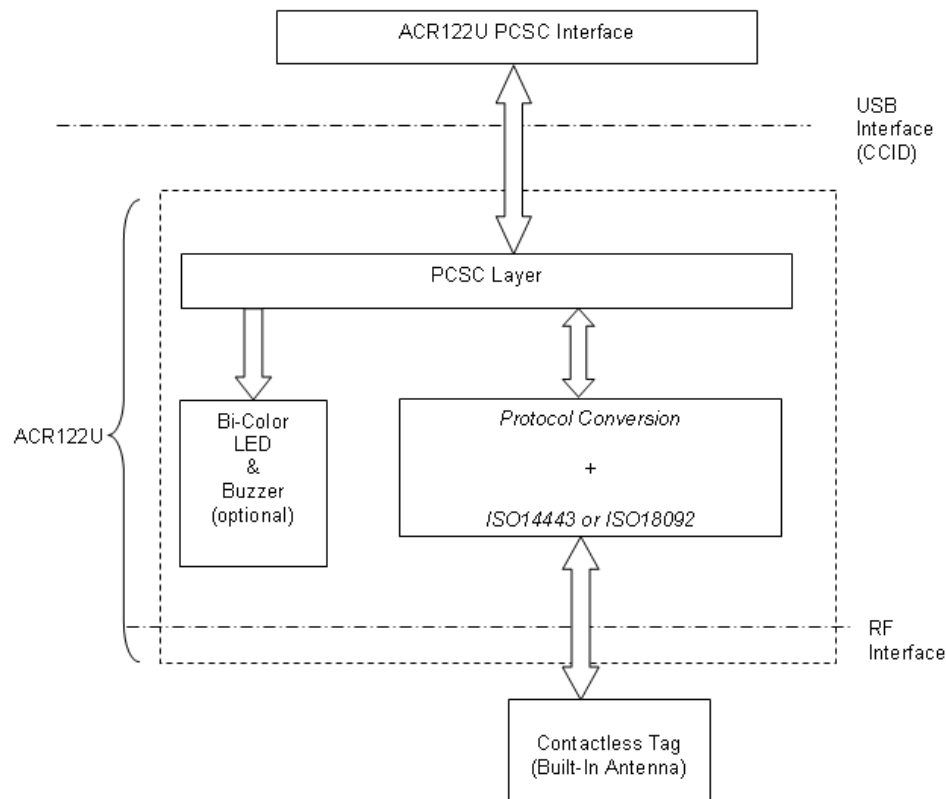 ACR122U PCSC Interface
USB
Interface
(CCID)
PCSC Layer
ACR122U
Bi-Color
LED
&
Buzzer
(optional)
Protocol Conversion
+
ISO14443 or ISO18092
RF
Interface
Contactless Tag
(Built-In Antenna)